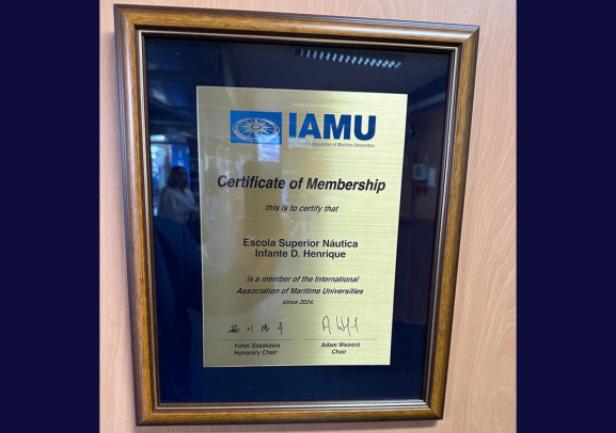 IAMU
Association of Maritime Universities
Certificate of Membership
this is to certify that
Escola Superior Náutica
Infante D. Henrique
is a member of the International
Association of Maritime Universities
since 2024.
Yohei Sasakawa
Honorary Chair
Adam Weintrit
Chair